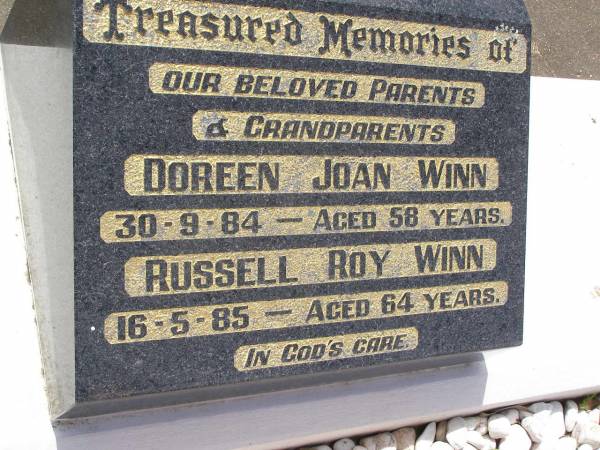 Treasured Memories of
OUR BELOVED PARENTS
& GRANDPARENTS
DOREEN JOAN WINN
30-9-84 — AGED 58 YEARS.
RUSSELL ROY WINN
16-5-85 — AGED 64 YEARS.
IN GOD'S CARE.